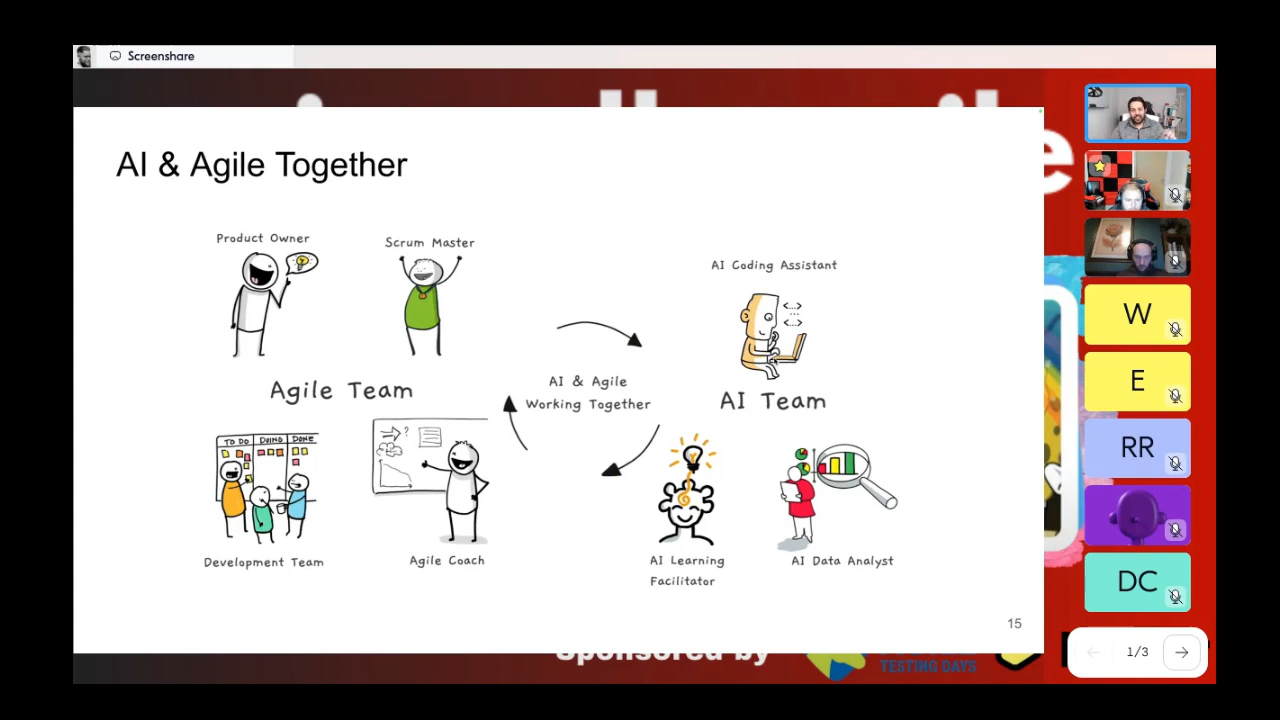 Screenshare
AI & Agile Together
Product Owner
Scrum Master
AI Coding Assistant
AI & Agile
Working Together
Agile Team
AI Team
TO DO
DOING
DONE
?
<...>
...
<...>
Development Team
Agile Coach
AI Learning
Facilitator
AI Data Analyst
15
Sponsored by
TESTING DAYS
W
E
RR
DC
1/3